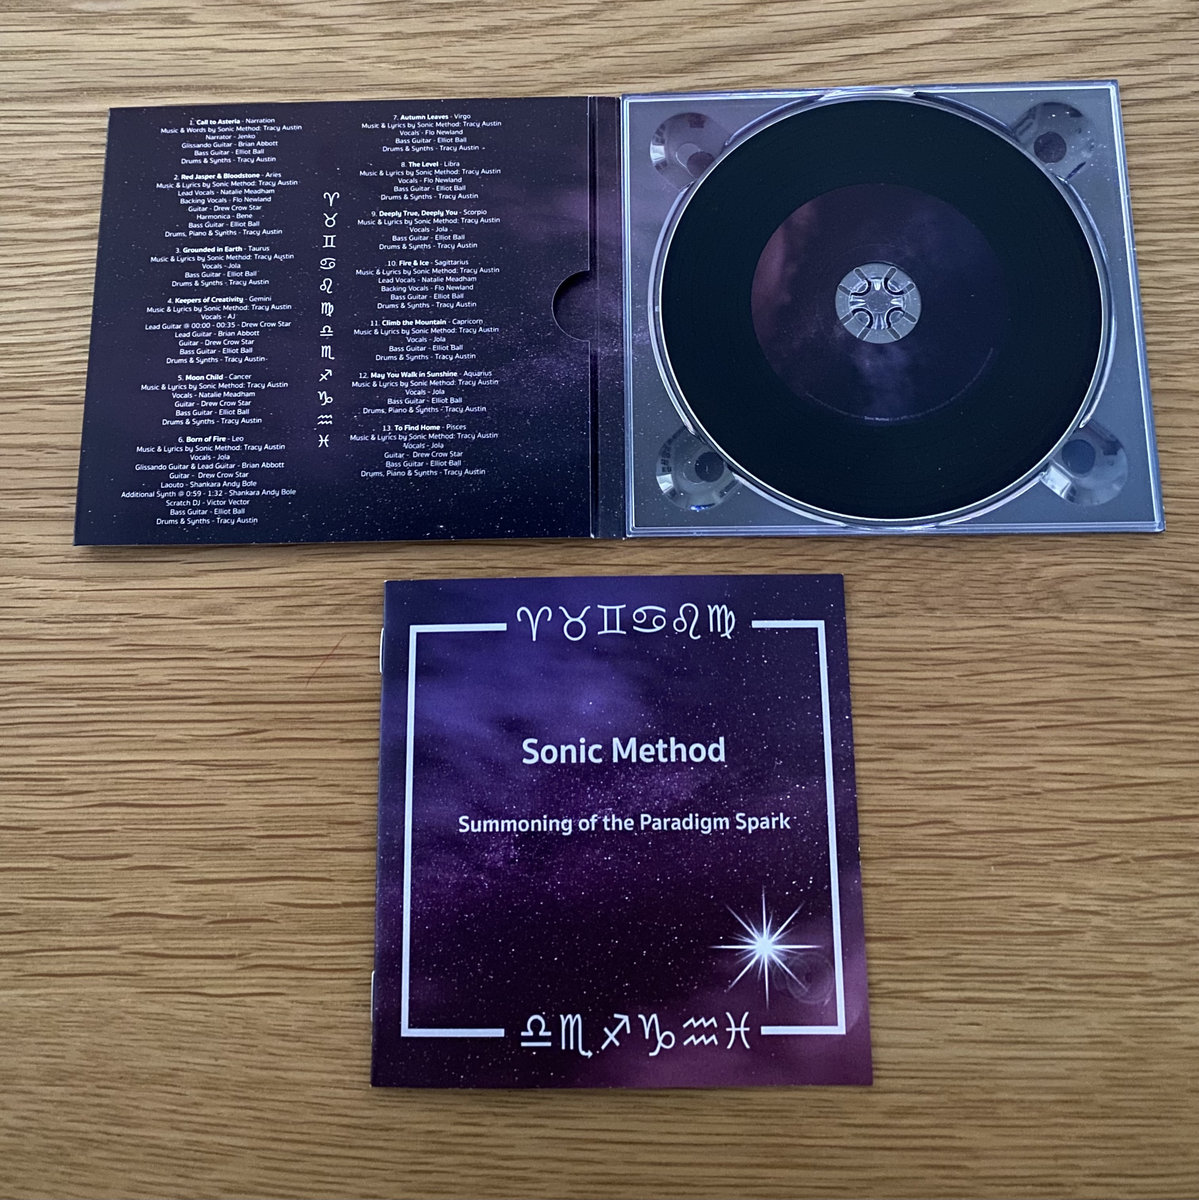 1. Call to Asteria - Narration
Music & Words by Sonic Method: Tracy Austin
Narrator - Jenko
Glissando Guitar - Brian Abbott
Bass Guitar - Elliot Ball
Drums & Synths - Tracy Austin
2. Red Jasper & Bloodstone - Aries
Music & Lyrics by Sonic Method: Tracy Austin
Lead Vocals - Natalie Meadham
Backing Vocals - Flo Newland
Guitar - Drew Crow Star
Harmonica - Bene
Bass Guitar - Elliot Ball
Drums, Piano & Synths - Tracy Austin
3. Grounded in Earth - Taurus
Music & Lyrics by Sonic Method: Tracy Austin
Vocals - Jola
Bass Guitar - Elliot Ball
Drums & Synths - Tracy Austin
4. Keepers of Creativity - Gemini
Music & Lyrics by Sonic Method: Tracy Austin
Vocals - AJ
Lead Guitar @ 00:00 - 00:35 - Drew Crow Star
Lead Guitar - Brian Abbott
Guitar - Drew Crow Star
Bass Guitar - Elliot Ball
Drums & Synths - Tracy Austin
5. Moon Child - Cancer
Music & Lyrics by Sonic Method: Tracy Austin
Vocals - Natalie Meadham
Guitar - Drew Crow Star
Bass Guitar - Elliot Ball
Drums & Synths - Tracy Austin
6. Born of Fire - Leo
Music & Lyrics by Sonic Method: Tracy Austin
Vocals - Jola
Glissando Guitar & Lead Guitar - Brian Abbott
Guitar - Drew Crow Star
Laouto - Shankara Andy Bole
Additional Synth @ 0:59 - 1:32 - Shankara Andy Bole
Scratch DJ - Victor Vector
Bass Guitar - Elliot Ball
Drums & Synths - Tracy Austin
♈
♉
♊
♋
♌
♍
♎
♏
♐
♑
♒
♓
7. Autumn Leaves - Virgo
Music & Lyrics by Sonic Method: Tracy Austin
Vocals - Flo Newland
Bass Guitar - Elliot Ball
Drums & Synths - Tracy Austin
8. The Level - Libra
Music & Lyrics by Sonic Method: Tracy Austin
Vocals - Flo Newland
Bass Guitar - Elliot Ball
Drums & Synths - Tracy Austin
9. Deeply True, Deeply You - Scorpio
Music & Lyrics by Sonic Method: Tracy Austin
Vocals - Jola
Bass Guitar - Elliot Ball
Drums & Synths - Tracy Austin
10. Fire & Ice - Sagittarius
Music & Lyrics by Sonic Method: Tracy Austin
Lead Vocals - Natalie Meadham
Backing Vocals - Flo Newland
Bass Guitar - Elliot Ball
Drums & Synths - Tracy Austin
11. Climb the Mountain - Capricorn
Music & Lyrics by Sonic Method: Tracy Austin
Vocals - Jola
Bass Guitar - Elliot Ball
Drums & Synths - Tracy Austin
12. May You Walk in Sunshine - Aquarius
Music & Lyrics by Sonic Method: Tracy Austin
Vocals - Jola
Bass Guitar - Elliot Ball
Drums, Piano & Synths - Tracy Austin
13. To Find Home - Pisces
Music & Lyrics by Sonic Method: Tracy Austin
Vocals - Jola
Guitar - Drew Crow Star
Bass Guitar - Elliot Ball
Drums, Piano & Synths - Tracy Austin
♈♉♊♋♌♍
Sonic Method
Summoning of the Paradigm Spark
♎♏♐♑♒♓